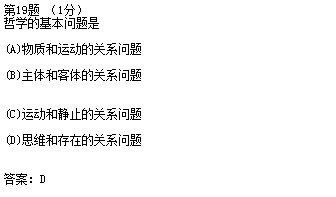 第19题 （1分）
哲学的基本问题是
(A)物质和运动的关系问题
(B)主体和客体的关系问题
(C)运动和静止的关系问题
(D)思维和存在的关系问题
答案：D